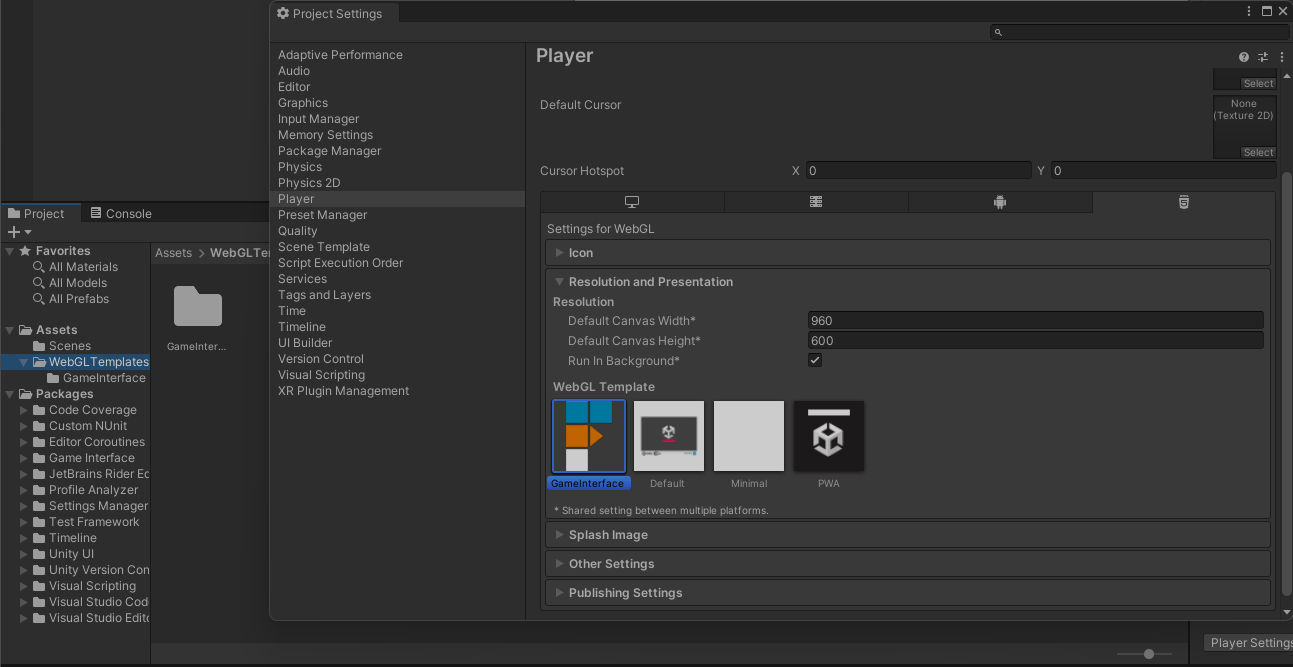 Project Settings
Adaptive Performance
Audio
Editor
Graphics
Input Manager
Memory Settings
Package Manager
Physics
Physics 2D
Player
Preset Manager
Quality
Scene Template
Script Execution Order
Services
Tags and Layers
Time
Timeline
UI Builder
Version Control
Visual Scripting
XR Plugin Management
Player
Select
Default Cursor
None
(Texture 2D)
Select
Cursor Hotspot X 0 Y 0
Settings for WebGL
Icon
Resolution and Presentation
Resolution
Default Canvas Width* 960
Default Canvas Height* 600
Run In Background*
WebGL Template
GameInterface Default Minimal PWA
* Shared setting between multiple platforms.
Splash Image
Other Settings
Publishing Settings
Project Console
Favorites
All Materials
All Models
All Prefabs
Assets
Scenes
WebGLTemplates
GameInterface
Packages
Code Coverage
Custom NUnit
Editor Coroutines
Game Interface
JetBrains Rider Ec
Profile Analyzer
Settings Manager
Test Framework
Timeline
Unity UI
Unity Version Con
Visual Scripting
Visual Studio Cod
Visual Studio Edito
Assets > WebGLTe
GameInter...
Player Settings